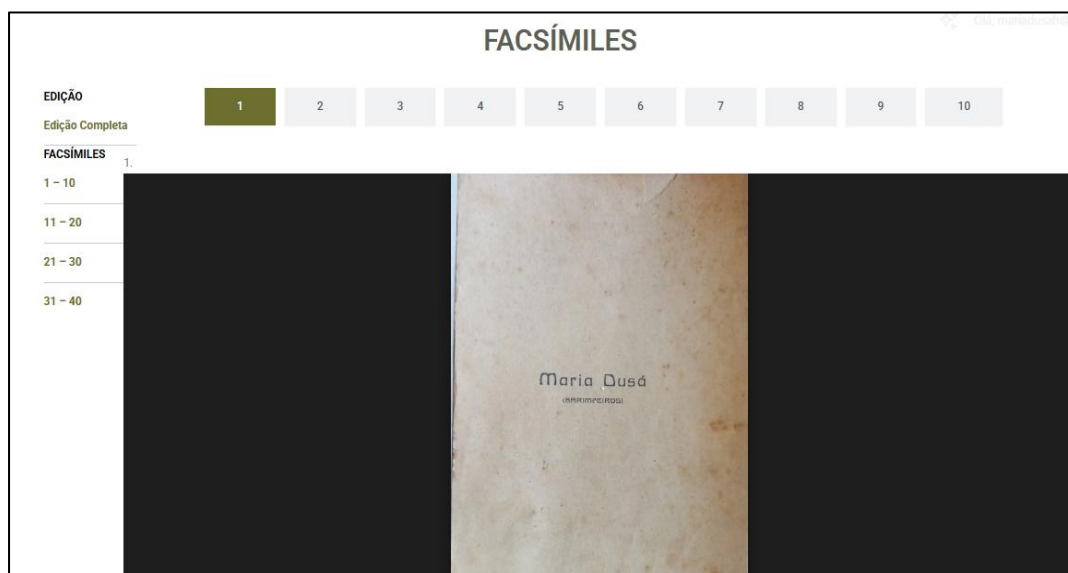 FACSÍMILES
EDIÇÃO
Edição Completa
FACSÍMILES
1 – 10
11 – 20
21 – 30
31 – 40
1 2 3 4 5 6 7 8 9 10
1.
Maria Dusá